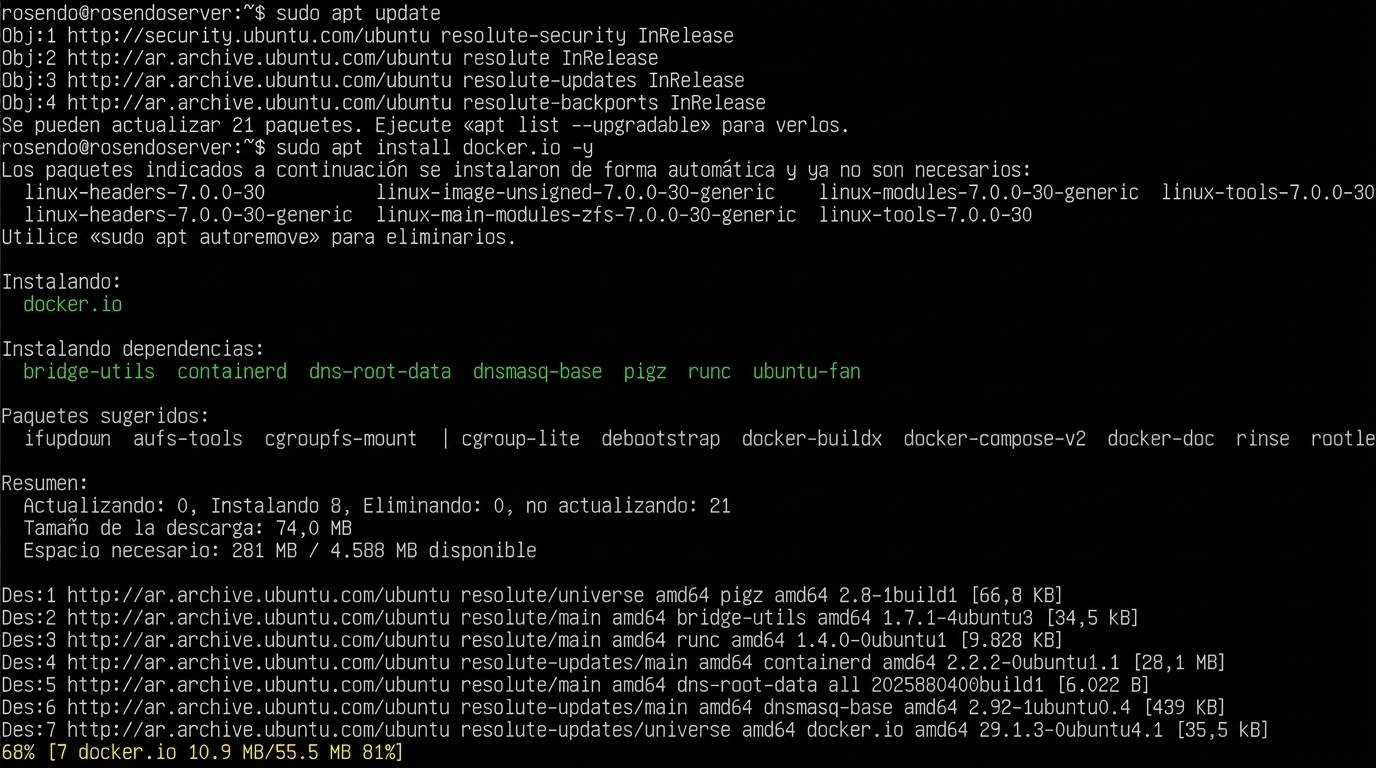 rosendo@rosendoserver:~$ sudo apt update
Obj:1 http://security.ubuntu.com/ubuntu resolute-security InRelease
Obj:2 http://ar.archive.ubuntu.com/ubuntu resolute InRelease
Obj:3 http://ar.archive.ubuntu.com/ubuntu resolute-updates InRelease
Obj:4 http://ar.archive.ubuntu.com/ubuntu resolute-backports InRelease
Se pueden actualizar 21 paquetes. Ejecute «apt list --upgradable» para verlos.
rosendo@rosendoserver:~$ sudo apt install docker.io -y
Los paquetes indicados a continuación se instalaron de forma automática y ya no son necesarios:
linux-headers-7.0.0-30 linux-image-unsigned-7.0.0-30-generic linux-modules-7.0.0-30-generic linux-tools-7.0.0-30
linux-headers-7.0.0-30-generic linux-main-modules-zfs-7.0.0-30-generic linux-tools-7.0.0-30
Utilice «sudo apt autoremove» para eliminarios.
Instalando:
docker.io
Instalando dependencias:
bridge-utils containerd dns-root-data dnsmasq-base pigz runc ubuntu-fan
Paquetes sugeridos:
ifupdown aufs-tools cgroupfs-mount | cgroup-lite debootstrap docker-buildx docker-compose-v2 docker-doc rinse rootle
Resumen:
Actualizando: 0, Instalando 8, Eliminando: 0, no actualizando: 21
Tamaño de la descarga: 74,0 MB
Espacio necesario: 281 MB / 4.588 MB disponible
Des:1 http://ar.archive.ubuntu.com/ubuntu resolute/universe amd64 pigz amd64 2.8-1build1 [66,8 KB]
Des:2 http://ar.archive.ubuntu.com/ubuntu resolute/main amd64 bridge-utils amd64 1.7.1-4ubuntu3 [34,5 kB]
Des:3 http://ar.archive.ubuntu.com/ubuntu resolute/main amd64 runc amd64 1.4.0-0ubuntu1 [9.828 KB]
Des:4 http://ar.archive.ubuntu.com/ubuntu resolute-updates/main amd64 containerd amd64 2.2.2-0ubuntu1.1 [28,1 MB]
Des:5 http://ar.archive.ubuntu.com/ubuntu resolute/main amd64 dns-root-data all 2025880400build1 [6.022 B]
Des:6 http://ar.archive.ubuntu.com/ubuntu resolute-updates/main amd64 dnsmasq-base amd64 2.92-1ubuntu0.4 [439 KB]
Des:7 http://ar.archive.ubuntu.com/ubuntu resolute-updates/universe amd64 docker.io amd64 29.1.3-0ubuntu4.1 [35,5 kB]
68% [7 docker.io 10.9 MB/55.5 MB 81%]